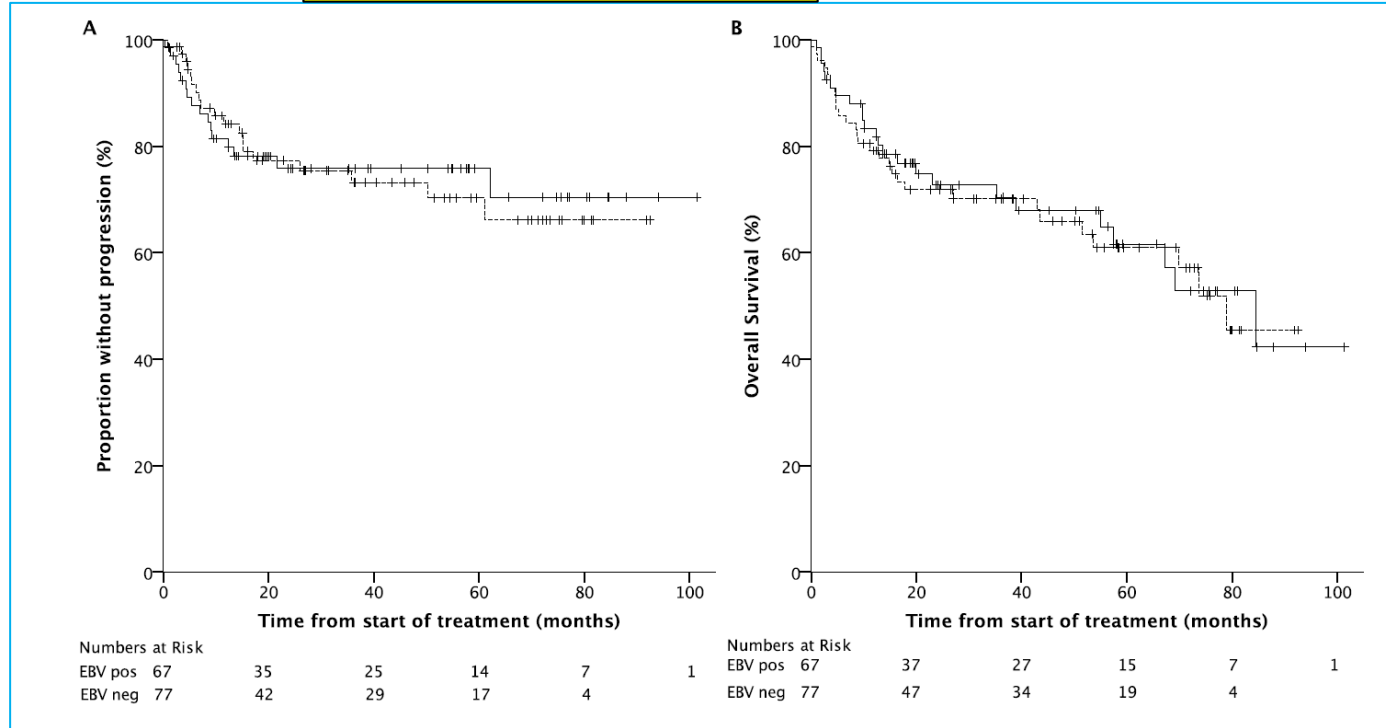 A
100
80
60
40
20
0
Proportion without progression (%)
0 20 40 60 80 100
Time from start of treatment (months)
Numbers at Risk
EBV pos 67 35 25 14 7 1
EBV neg 77 42 29 17 4
B
100
80
60
40
20
0
Overall Survival (%)
0 20 40 60 80 100
Time from start of treatment (months)
Numbers at Risk
EBV pos 67 37 27 15 7 1
EBV neg 77 47 34 19 4